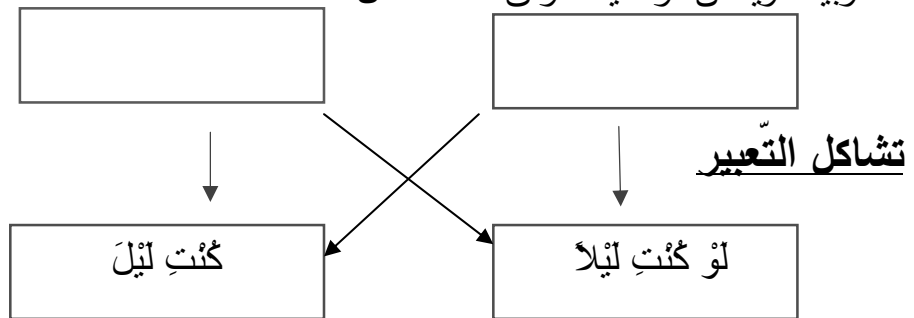 تشاكل التّعبير
لَوْ كُنْتِ لَيْلاً
كُنْتِ لَيْلَ